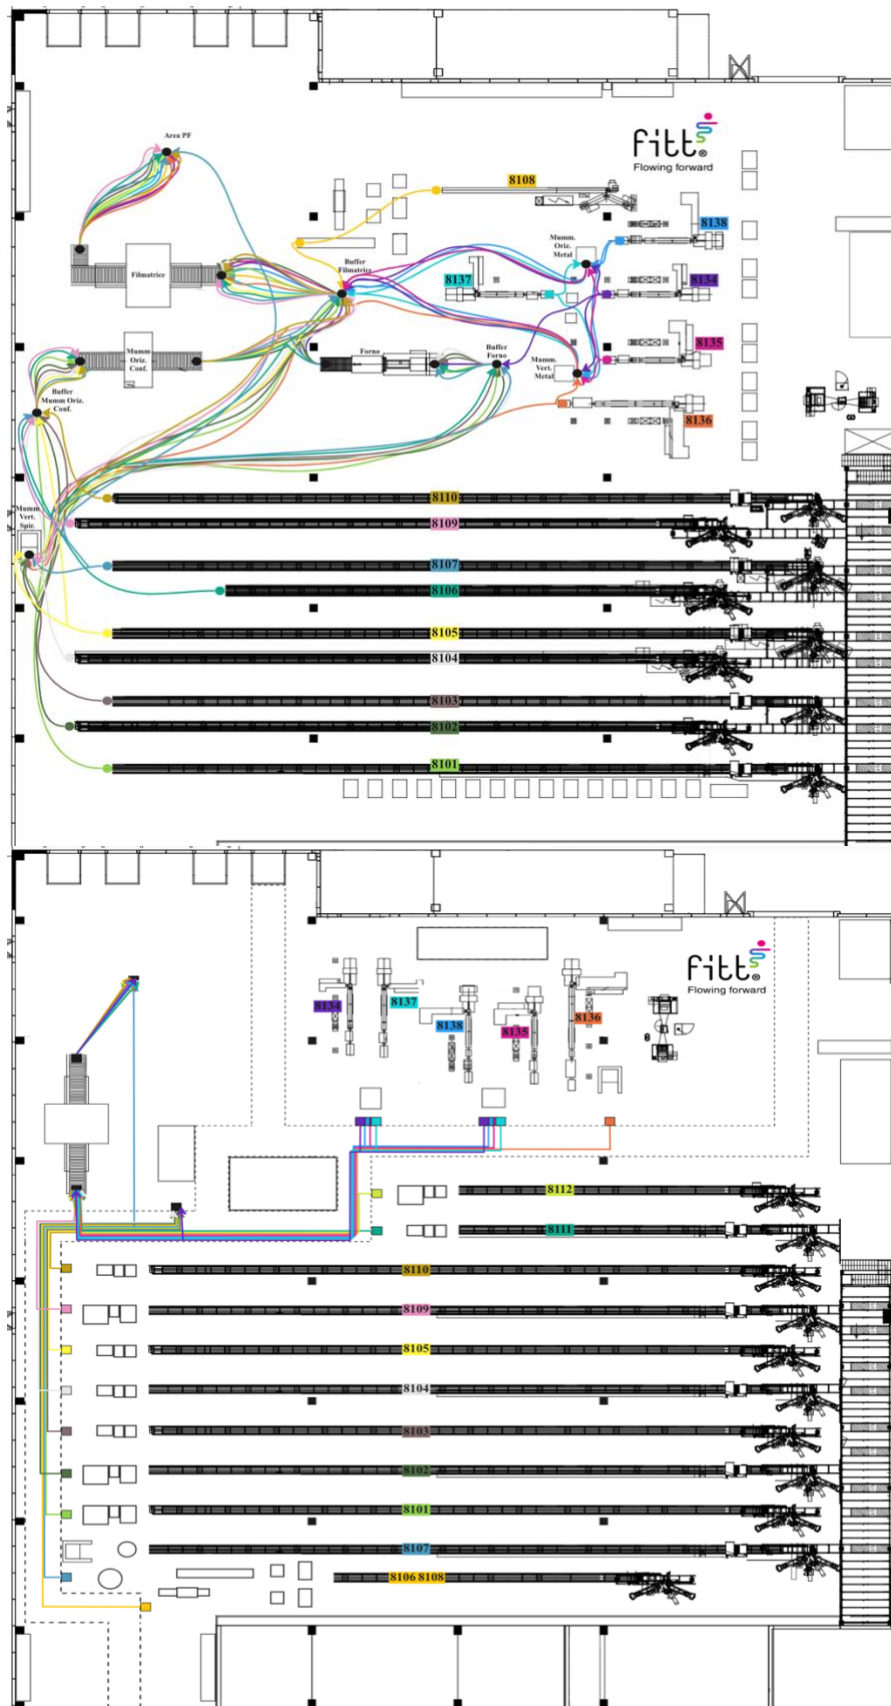 Area PF
fitt®
Flowing forward
8108
8138
Mumm.
Oriz.
Metal
Buffer
Filmatrice
Filmatrice
8137
8134
Mumm
Oriz.
Conf.
Forno
Buffer
Forno
Mumm.
Vert.
Metal
8135
Buffer
Mumm Oriz.
Conf.
8136
Mumm
Vert.
Spir.
8110
8109
8107
8106
8105
8104
8103
8102
8101
fitt®
Flowing forward
8134
8137
8138
8135
8136
8112
8111
8110
8109
8105
8104
8103
8102
8101
8107
8106 8108